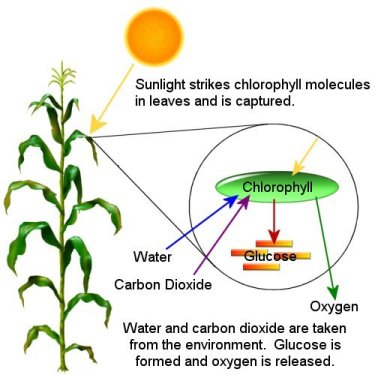 Sunlight strikes chlorophyll molecules
in leaves and is captured.
Chlorophyll
Water
Glucose
Carbon Dioxide
Oxygen
Water and carbon dioxide are taken
from the environment.  Glucose is
formed and oxygen is released.